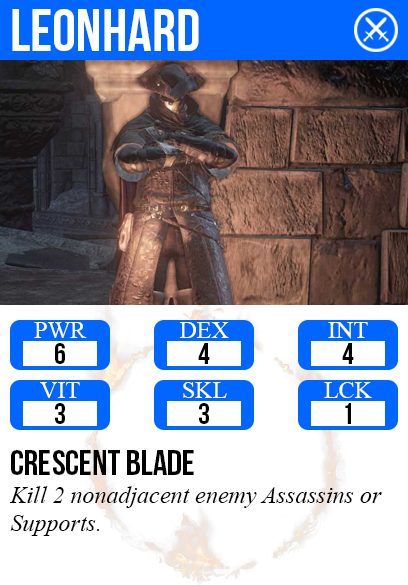 LEONHARD
PWR DEX INT
6 4 4
VIT SKL LCK
3 3 1
CRESCENT BLADE
Kill 2 nonadjacent enemy Assassins or
Supports.